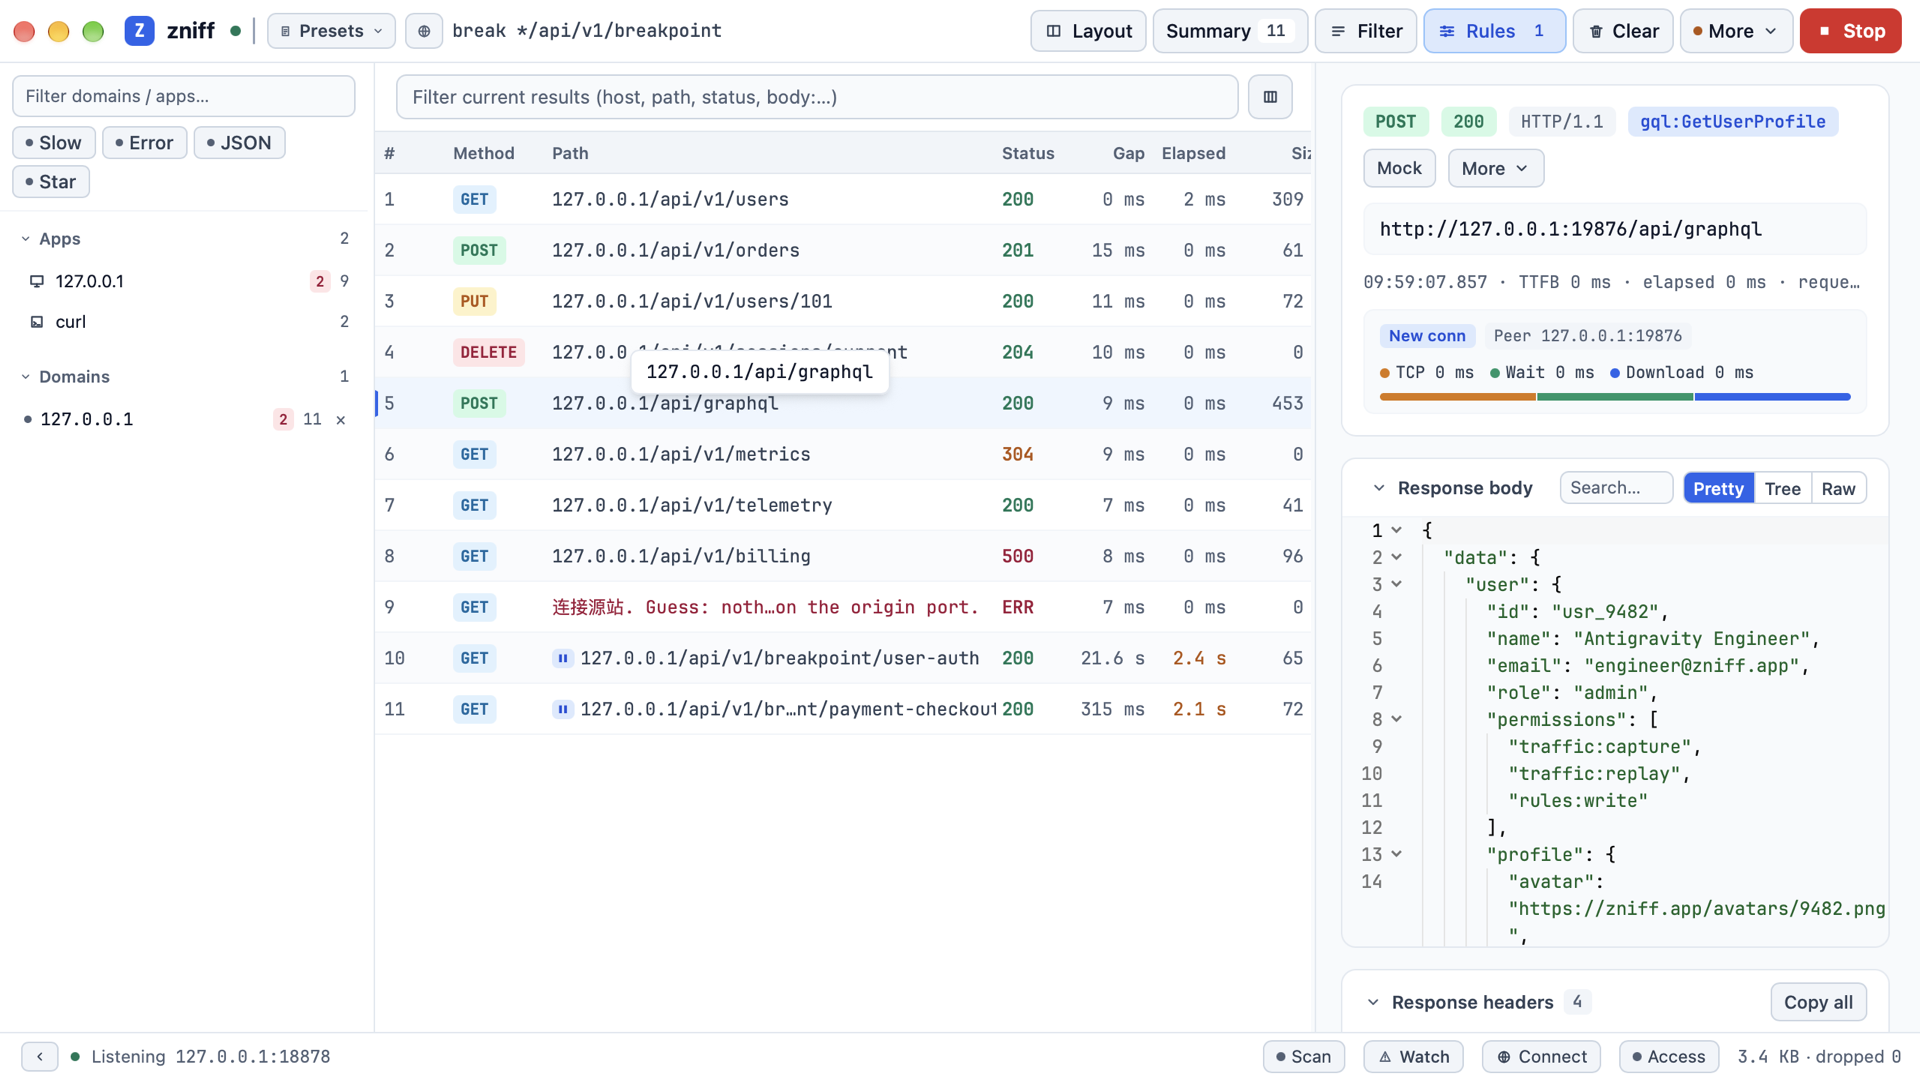 Z zniff Presets break */api/v1/breakpoint Layout Summary 11 Filter Rules 1 Clear More Stop
Filter domains / apps...
Slow Error JSON
Star
Apps 2
127.0.0.1 2 9
curl 2
Domains 1
127.0.0.1 2 11 ×
Filter current results (host, path, status, body:...)
# Method Path Status Gap Elapsed Siz
1 GET 127.0.0.1/api/v1/users 200 0 ms 2 ms 309
2 POST 127.0.0.1/api/v1/orders 201 15 ms 0 ms 61
3 PUT 127.0.0.1/api/v1/users/101 200 11 ms 0 ms 72
4 DELETE 127.0.0.1/api/v1/sessions/current 204 10 ms 0 ms 0
127.0.0.1/api/graphql
5 POST 127.0.0.1/api/graphql 200 9 ms 0 ms 453
6 GET 127.0.0.1/api/v1/metrics 304 9 ms 0 ms 0
7 GET 127.0.0.1/api/v1/telemetry 200 7 ms 0 ms 41
8 GET 127.0.0.1/api/v1/billing 500 8 ms 0 ms 96
9 GET 连接源站. Guess: noth…on the origin port. ERR 7 ms 0 ms 0
10 GET 127.0.0.1/api/v1/breakpoint/user-auth 200 21.6 s 2.4 s 65
11 GET 127.0.0.1/api/v1/br…nt/payment-checkout 200 315 ms 2.1 s 72
POST 200 HTTP/1.1 gql:GetUserProfile
Mock More
http://127.0.0.1:19876/api/graphql
09:59:07.857 · TTFB 0 ms · elapsed 0 ms · reque…
New conn Peer 127.0.0.1:19876
TCP 0 ms Wait 0 ms Download 0 ms
Response body Search... Pretty Tree Raw
1 {
2 "data": {
3 "user": {
4 "id": "usr_9482",
5 "name": "Antigravity Engineer",
6 "email": "engineer@zniff.app",
7 "role": "admin",
8 "permissions": [
9 "traffic:capture",
10 "traffic:replay",
11 "rules:write"
12 ],
13 "profile": {
14 "avatar":
"https://zniff.app/avatars/9482.png
",
Response headers 4 Copy all
Listening 127.0.0.1:18878 Scan Watch Connect Access 3.4 KB · dropped 0